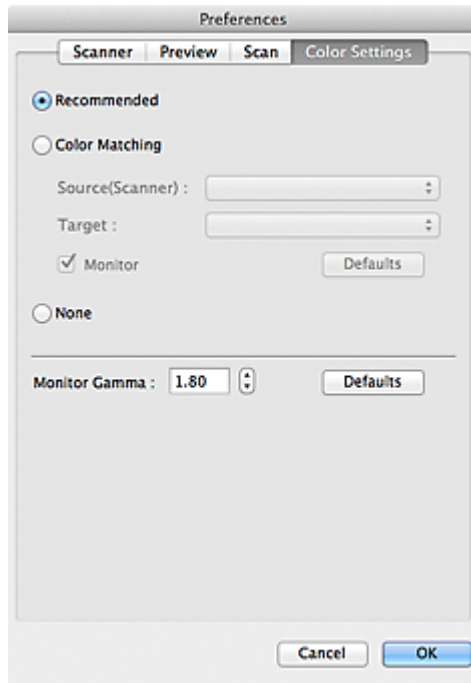 Preferences
Scanner Preview Scan Color Settings
Recommended
Color Matching
Source(Scanner) :
Target :
Monitor Defaults
None
Monitor Gamma : 1.80 Defaults
Cancel OK